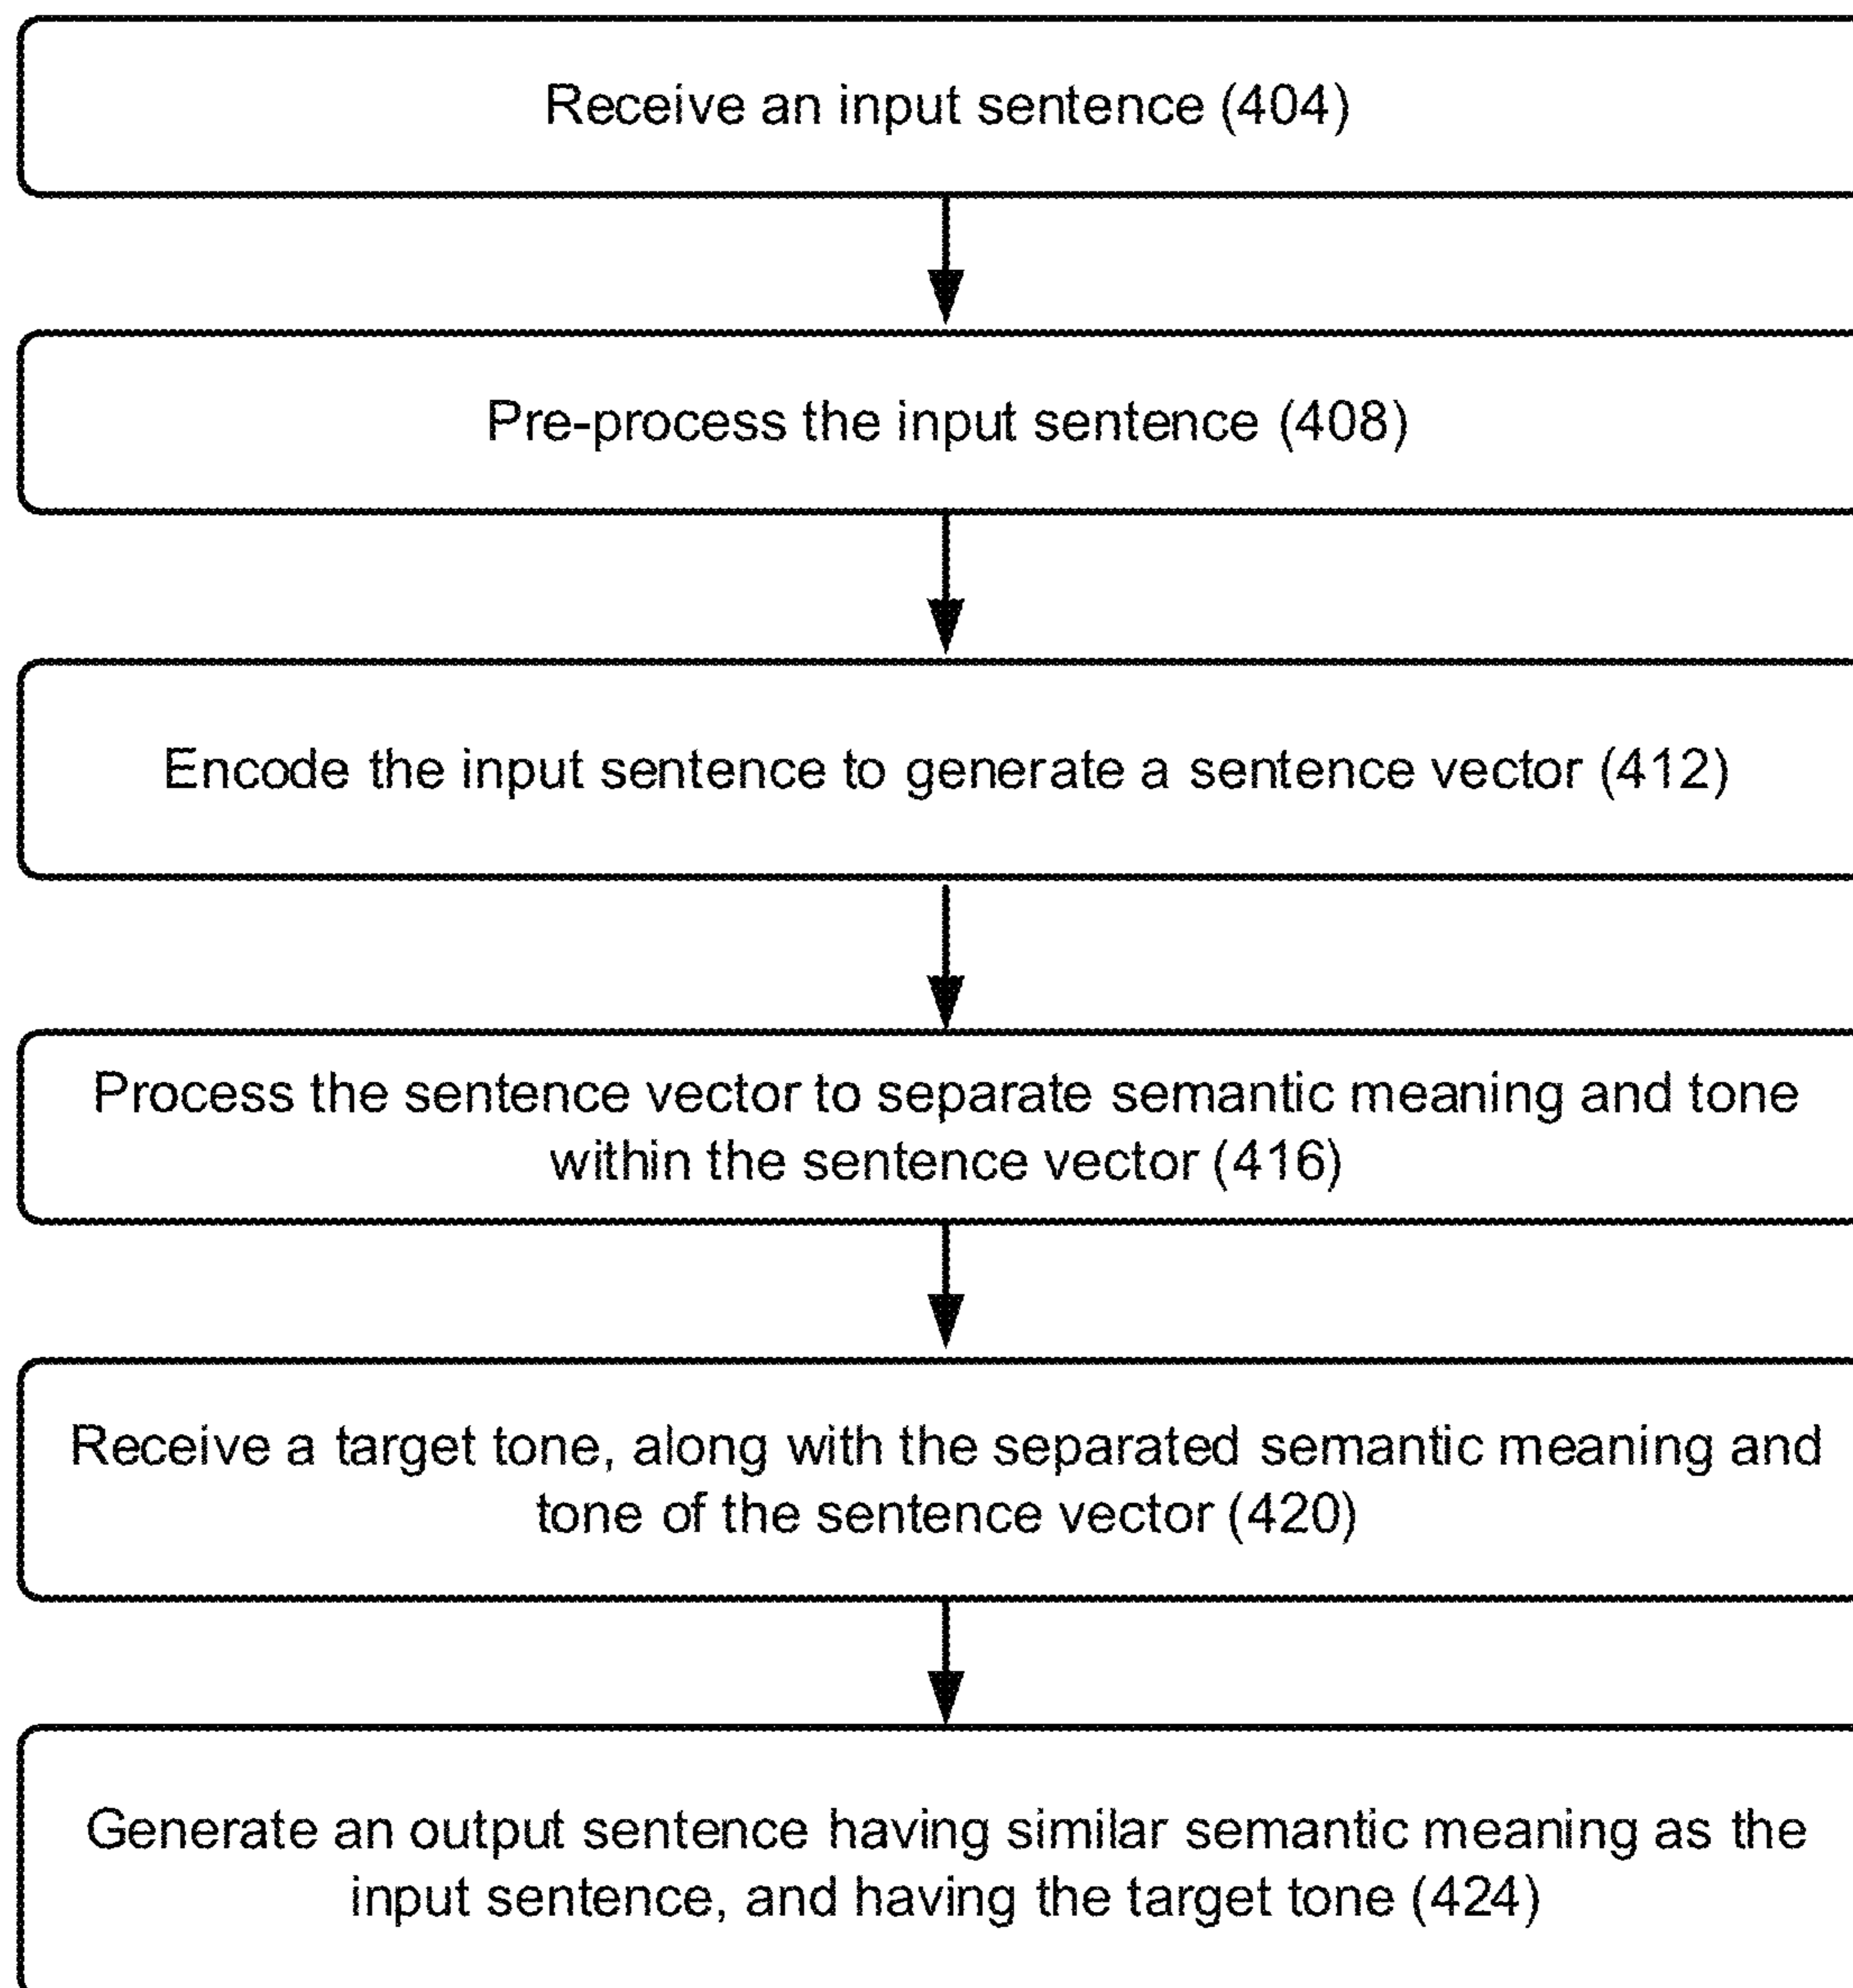 Receive an input sentence (404)
Pre-process the input sentence (408)
Encode the input sentence to generate a sentence vector (412)
Process the sentence vector to separate semantic meaning and tone
within the sentence vector (416)
Receive a target tone, along with the separated semantic meaning and
tone of the sentence vector (420)
Generate an output sentence having similar semantic meaning as the
input sentence, and having the target tone (424)